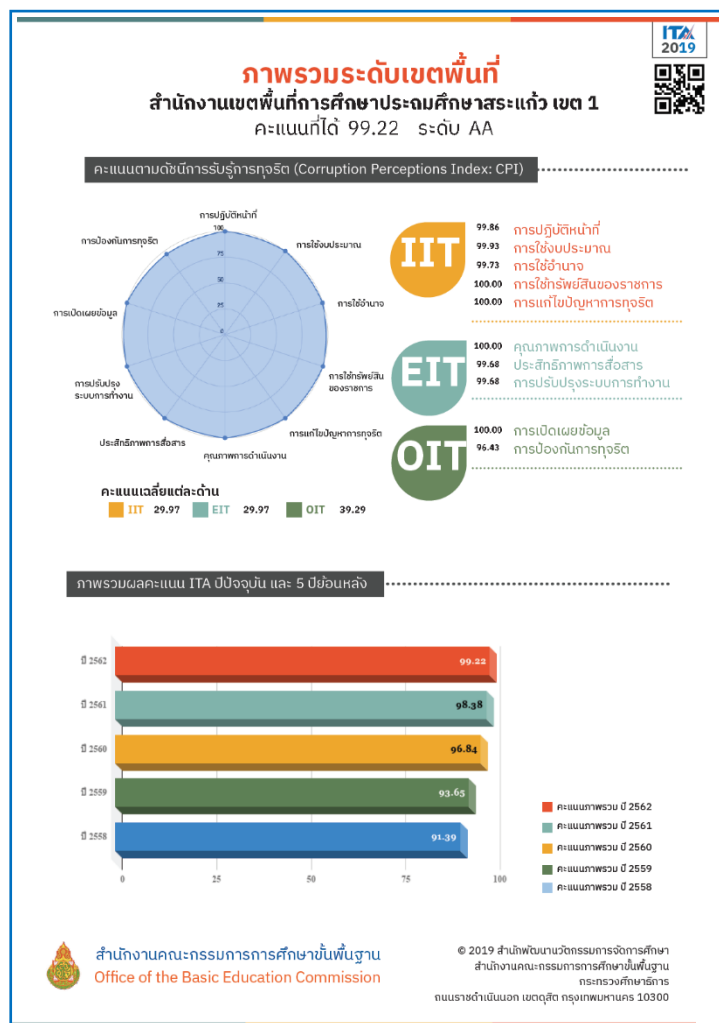 ITA
2019
ภาพรวมระดับเขตพื้นที่
สำนักงานเขตพื้นที่การศึกษาประถมศึกษาสระแก้ว เขต 1
คะแนนที่ได้ 99.22 ระดับ AA
คะแนนตามดัชนีการรับรู้การทุจริต (Corruption Perceptions Index: CPI)
การปฏิบัติหน้าที่
การใช้งบประมาณ
การใช้อำนาจ
การใช้ทรัพย์สิน
ของราชการ
การแก้ไขปัญหาการทุจริต
คุณภาพการดำเนินงาน
ประสิทธิภาพการสื่อสาร
การปรับปรุง
ระบบการทำงาน
การเปิดเผยข้อมูล
การป้องกันการทุจริต
100
75
50
25
0
IIT
99.86 การปฏิบัติหน้าที่
99.93 การใช้งบประมาณ
99.73 การใช้อำนาจ
100.00 การใช้ทรัพย์สินของราชการ
100.00 การแก้ไขปัญหาการทุจริต
EIT
100.00 คุณภาพการดำเนินงาน
99.68 ประสิทธิภาพการสื่อสาร
99.68 การปรับปรุงระบบการทำงาน
OIT
100.00 การเปิดเผยข้อมูล
96.43 การป้องกันการทุจริต
คะแนนเฉลี่ยแต่ละด้าน
IIT 29.97 EIT 29.97 OIT 39.29
ภาพรวมผลคะแนน ITA ปีปัจจุบัน และ 5 ปีย้อนหลัง
ปี 2562 99.22
ปี 2561 98.38
ปี 2560 96.84
ปี 2559 93.65
ปี 2558 91.39
0 25 50 75 100
คะแนนภาพรวม ปี 2562
คะแนนภาพรวม ปี 2561
คะแนนภาพรวม ปี 2560
คะแนนภาพรวม ปี 2559
คะแนนภาพรวม ปี 2558
สำนักงานคณะกรรมการการศึกษาขั้นพื้นฐาน
Office of the Basic Education Commission
© 2019 สำนักพัฒนานวัตกรรมการจัดการศึกษา
สำนักงานคณะกรรมการการศึกษาขั้นพื้นฐาน
กระทรวงศึกษาธิการ
ถนนราชดำเนินนอก เขตดุสิต กรุงเทพมหานคร 10300